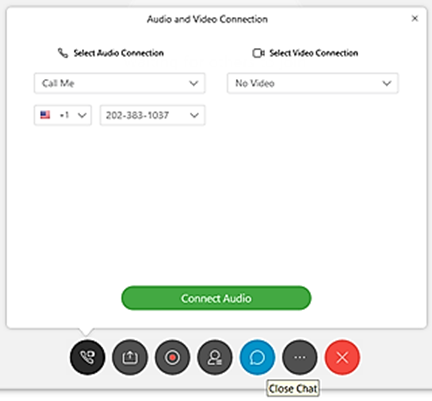 Audio and Video Connection
Select Audio Connection
Select Video Connection
Call Me
No Video
+1
202-383-1037
Connect Audio
Close Chat